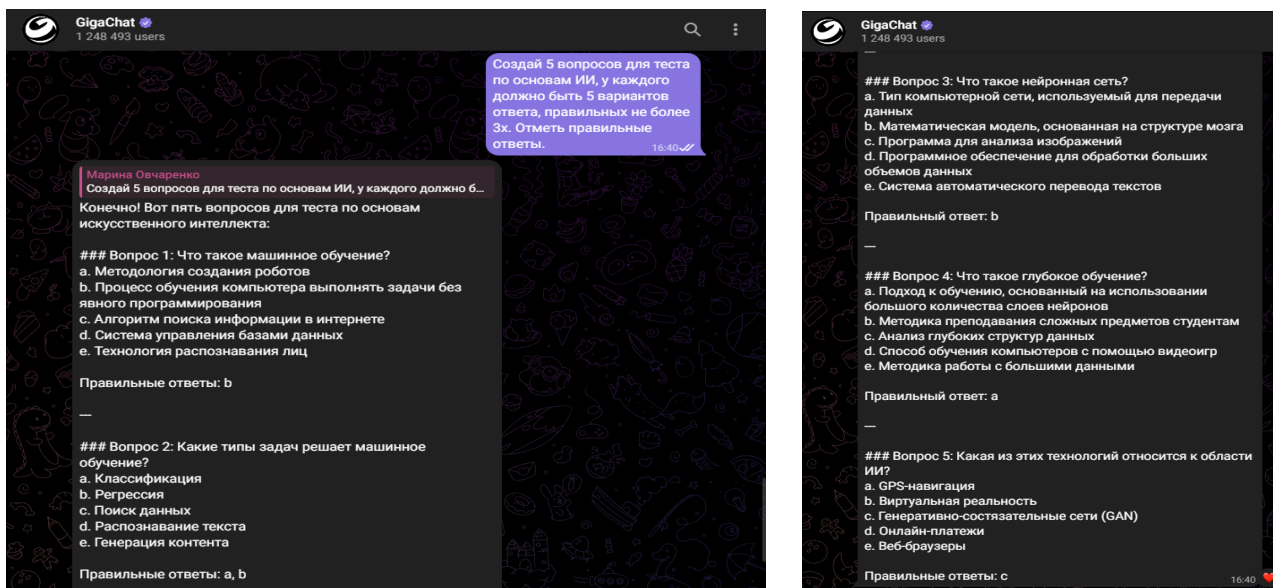 GigaChat
1 248 493 users
Создай 5 вопросов для теста
по основам ИИ, у каждого
должно быть 5 вариантов
ответа, правильных не более
3х. Отметь правильные
ответы.
16:40
Марина Овчаренко
Создай 5 вопросов для теста по основам ИИ, у каждого должно б...
Конечно! Вот пять вопросов для теста по основам
искусственного интеллекта:
### Вопрос 1: Что такое машинное обучение?
a. Методология создания роботов
b. Процесс обучения компьютера выполнять задачи без
явного программирования
c. Алгоритм поиска информации в интернете
d. Система управления базами данных
e. Технология распознавания лиц
Правильные ответы: b
—
### Вопрос 2: Какие типы задач решает машинное
обучение?
a. Классификация
b. Регрессия
c. Поиск данных
d. Распознавание текста
e. Генерация контента
Правильные ответы: a, b
GigaChat
1 248 493 users
—
### Вопрос 3: Что такое нейронная сеть?
a. Тип компьютерной сети, используемый для передачи
данных
b. Математическая модель, основанная на структуре мозга
c. Программа для анализа изображений
d. Программное обеспечение для обработки больших
объемов данных
e. Система автоматического перевода текстов
Правильный ответ: b
—
### Вопрос 4: Что такое глубокое обучение?
a. Подход к обучению, основанный на использовании
большого количества слоев нейронов
b. Методика преподавания сложных предметов студентам
c. Анализ глубоких структур данных
d. Способ обучения компьютеров с помощью видеоигр
e. Методика работы с большими данными
Правильный ответ: a
—
### Вопрос 5: Какая из этих технологий относится к области
ИИ?
a. GPS-навигация
b. Виртуальная реальность
c. Генеративно-состязательные сети (GAN)
d. Онлайн-платежи
e. Веб-браузеры
Правильные ответы: c
16:40